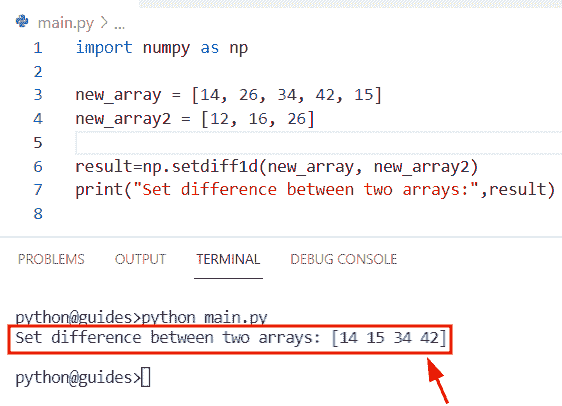 main.py > ...
1 import numpy as np
2
3 new_array = [14, 26, 34, 42, 15]
4 new_array2 = [12, 16, 26]
5
6 result=np.setdiff1d(new_array, new_array2)
7 print("Set difference between two arrays:",result)
8
PROBLEMS OUTPUT TERMINAL DEBUG CONSOLE
python@guides>python main.py
Set difference between two arrays: [14 15 34 42]
python@guides>